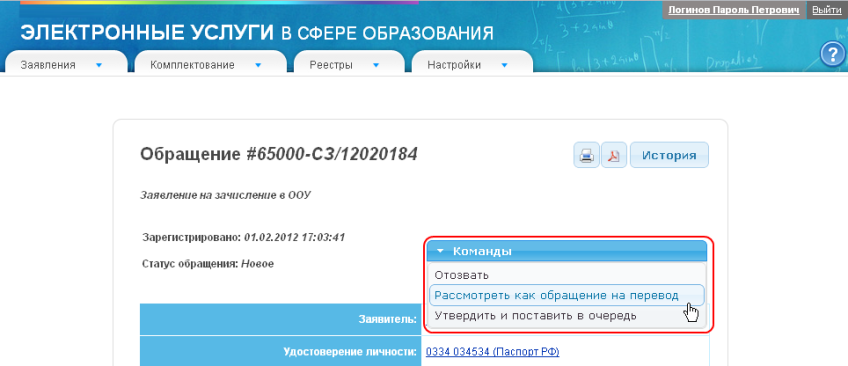 Логинов Пароль Петрович Выйти
ЭЛЕКТРОННЫЕ УСЛУГИ В СФЕРЕ ОБРАЗОВАНИЯ
Заявления Комплектование Реестры Настройки ?
Обращение #65000-СЗ/12020184 История
Заявление на зачисление в ООУ
Зарегистрировано: 01.02.2012 17:03:41
Команды
Статус обращения: Новое
Отозвать
Рассмотреть как обращение на перевод
Утвердить и поставить в очередь
Заявитель:
Удостоверение личности: 0334 034534 (Паспорт РФ)